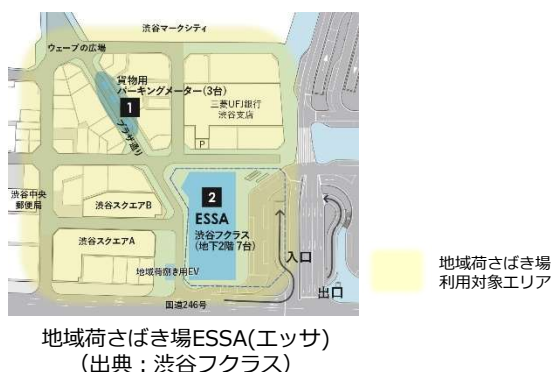 渋谷マークシティ
ウェーブの広場
貨物用
パーキングメーター(3台)
1
三菱UFJ銀行
渋谷支店
プラザ通り
P
渋谷中央
郵便局
渋谷スクエアB
2
ESSA
渋谷フクラス
(地下2階 7台)
渋谷スクエアA
地域荷捌き用EV
入口
出口
国道246号
地域荷さばき場
利用対象エリア
地域荷さばき場ESSA(エッサ)
(出典：渋谷フクラス)